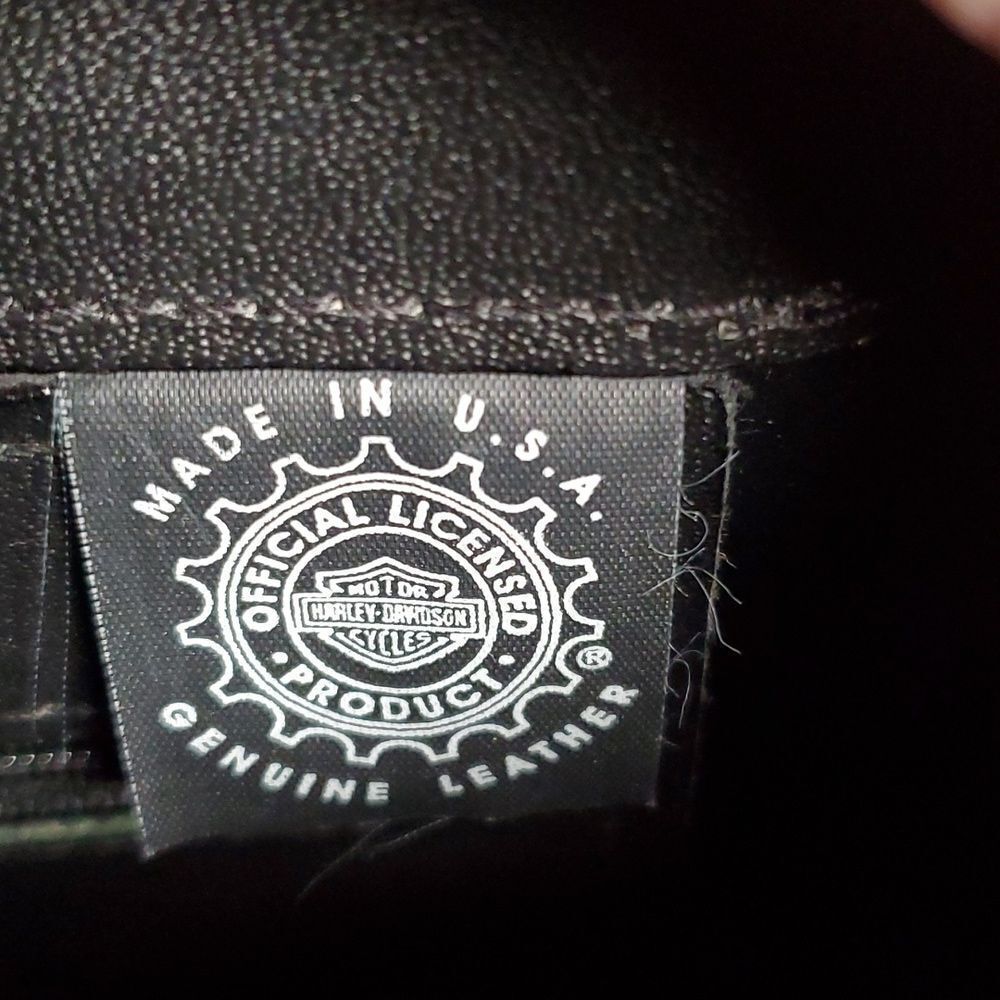 MADE IN U.S.A.
OFFICIAL LICENSED
MOTOR
HARLEY-DAVIDSON
CYCLES
• PRODUCT •
®
GENUINE LEATHER